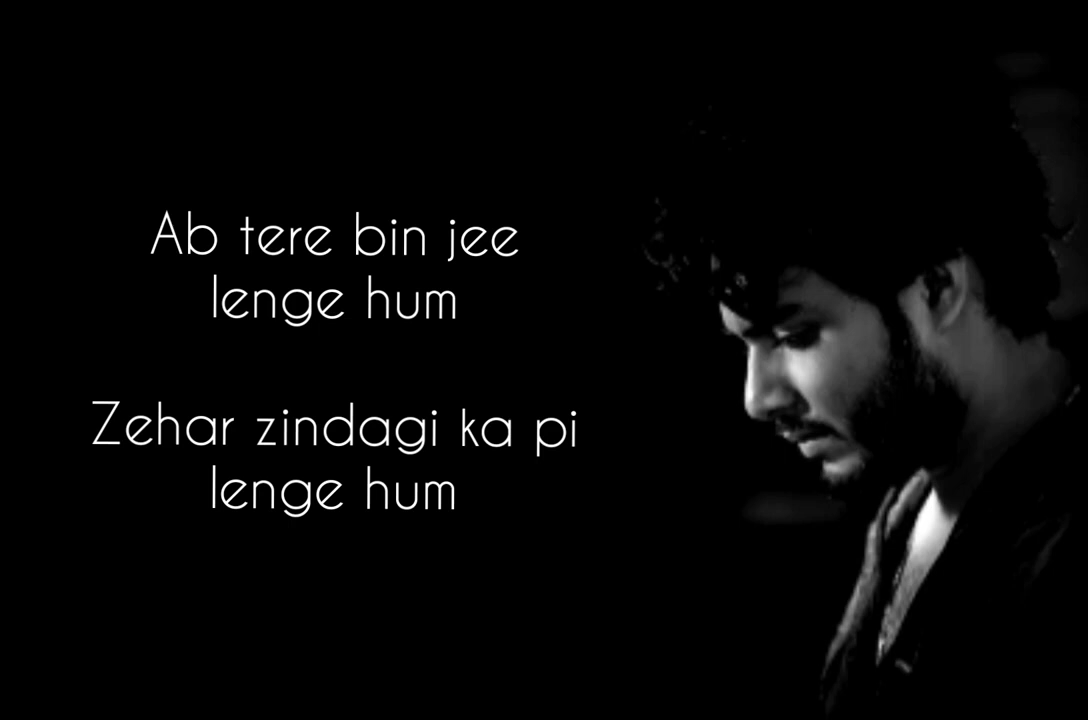 Ab tere bin jee
lenge hum
Zehar zindagi ka pi
lenge hum